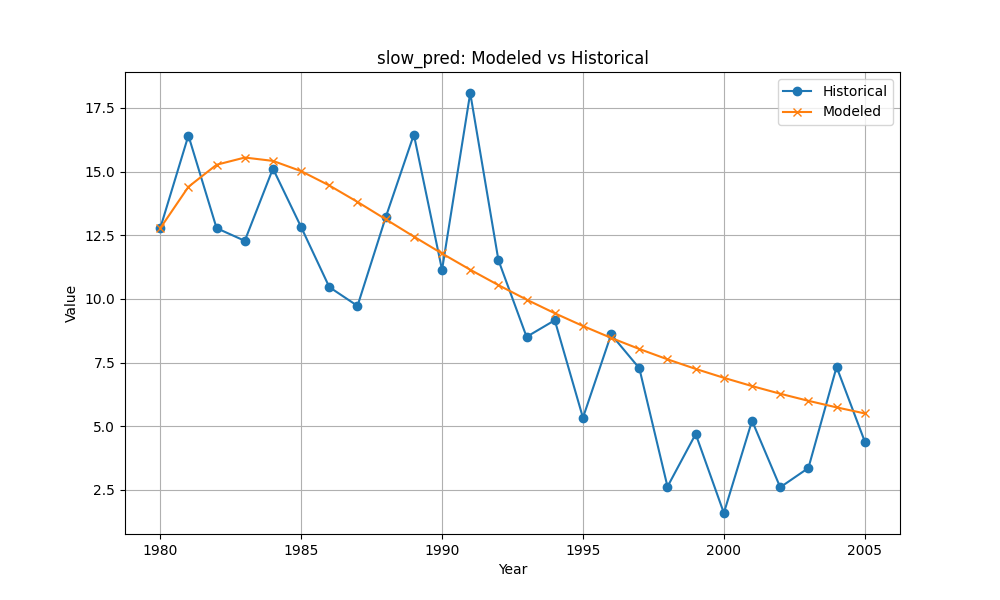 slow_pred: Modeled vs Historical
Historical
Modeled
Value
17.5
15.0
12.5
10.0
7.5
5.0
2.5
1980 1985 1990 1995 2000 2005
Year